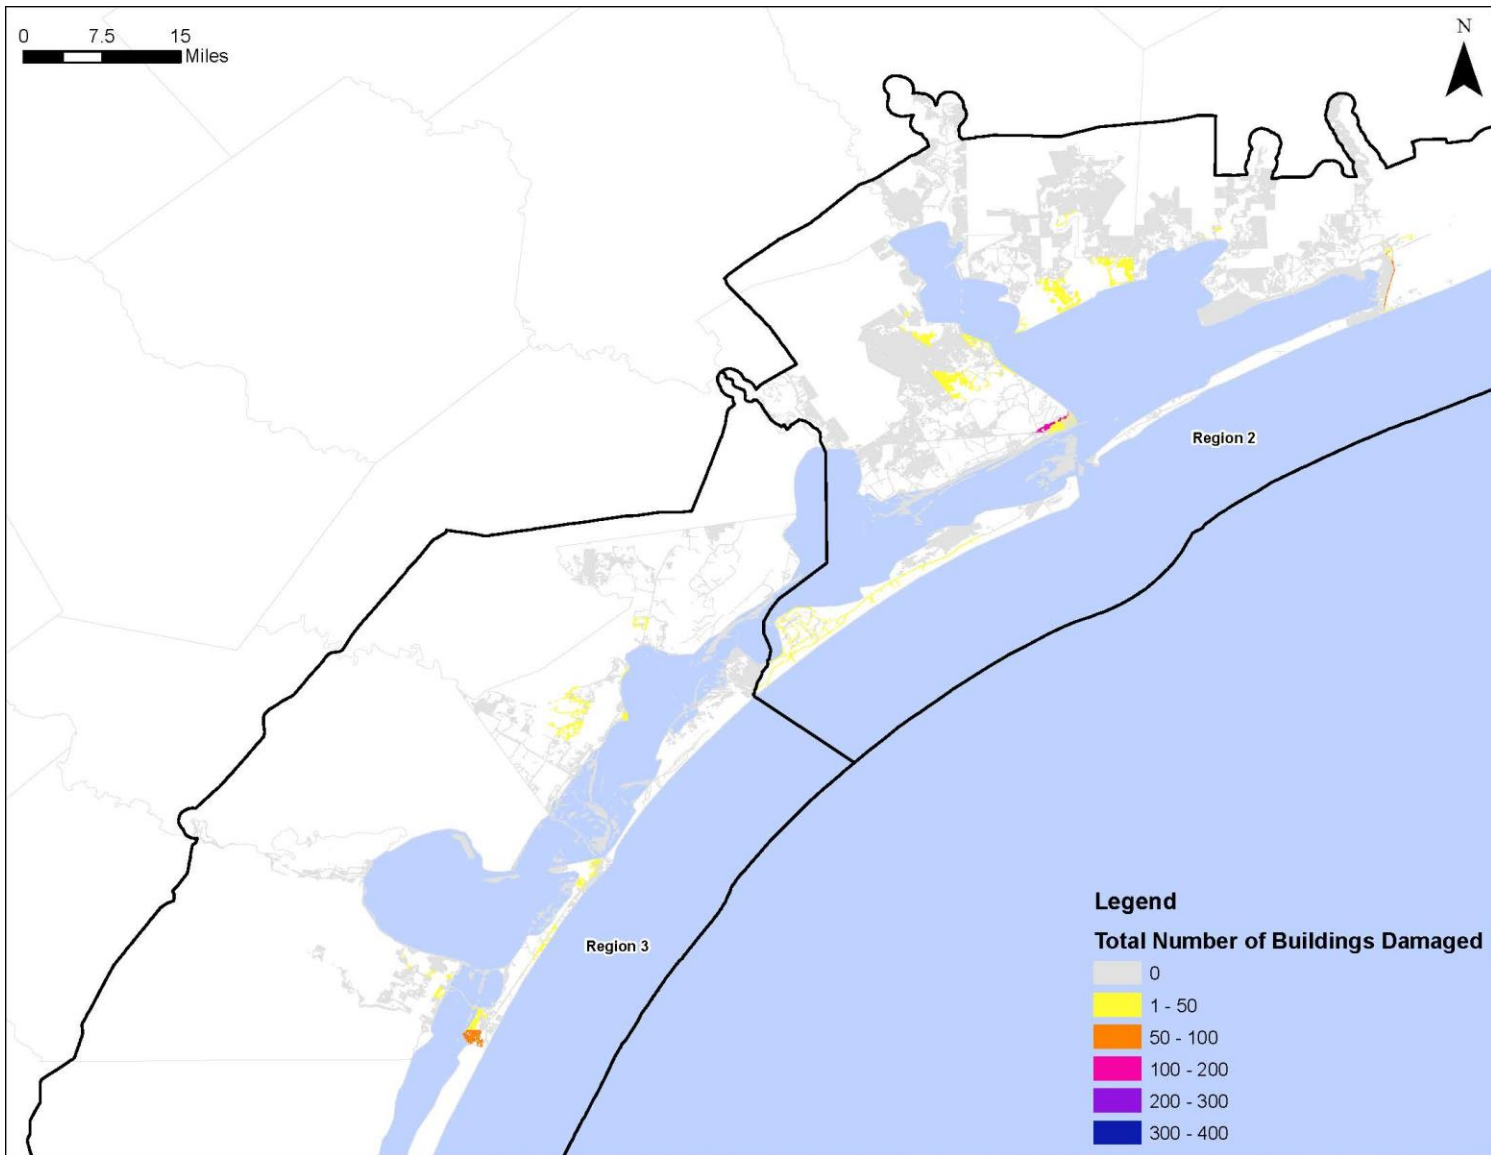 0 7.5 15
Miles
N
Region 2
Region 3
Legend
Total Number of Buildings Damaged
0
1 - 50
50 - 100
100 - 200
200 - 300
300 - 400